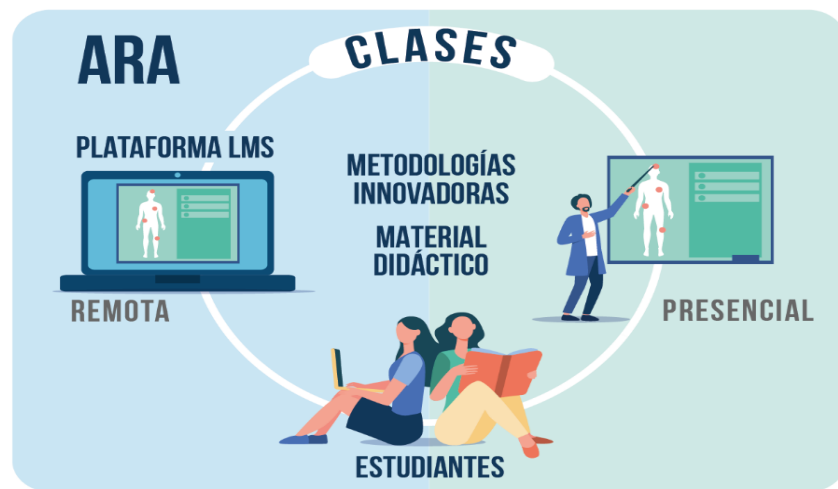 ARA
CLASES
PLATAFORMA LMS
METODOLOGÍAS
INNOVADORAS
MATERIAL
DIDÁCTICO
REMOTA
PRESENCIAL
ESTUDIANTES